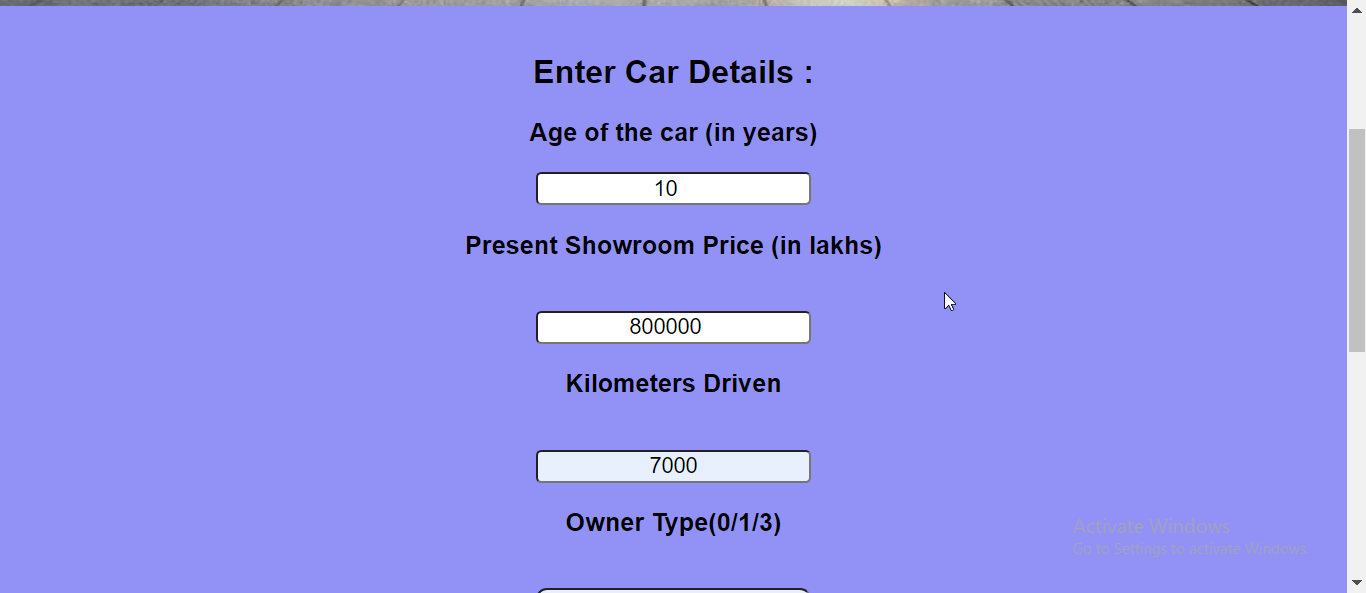 Enter Car Details :
Age of the car (in years)
10
Present Showroom Price (in lakhs)
800000
Kilometers Driven
7000
Owner Type(0/1/3)
Activate Windows
Go to Settings to activate Windows.